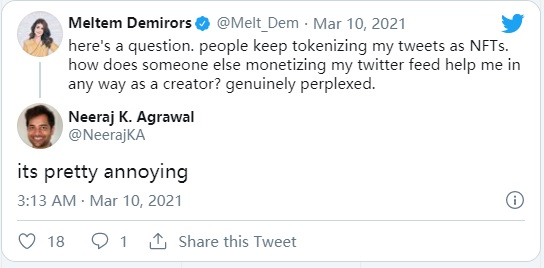 Meltem Demirors @Melt_Dem · Mar 10, 2021
here's a question. people keep tokenizing my tweets as NFTs.
how does someone else monetizing my twitter feed help me in
any way as a creator? genuinely perplexed.
Neeraj K. Agrawal
@NeerajKA
its pretty annoying
3:13 AM · Mar 10, 2021
18 1 Share this Tweet